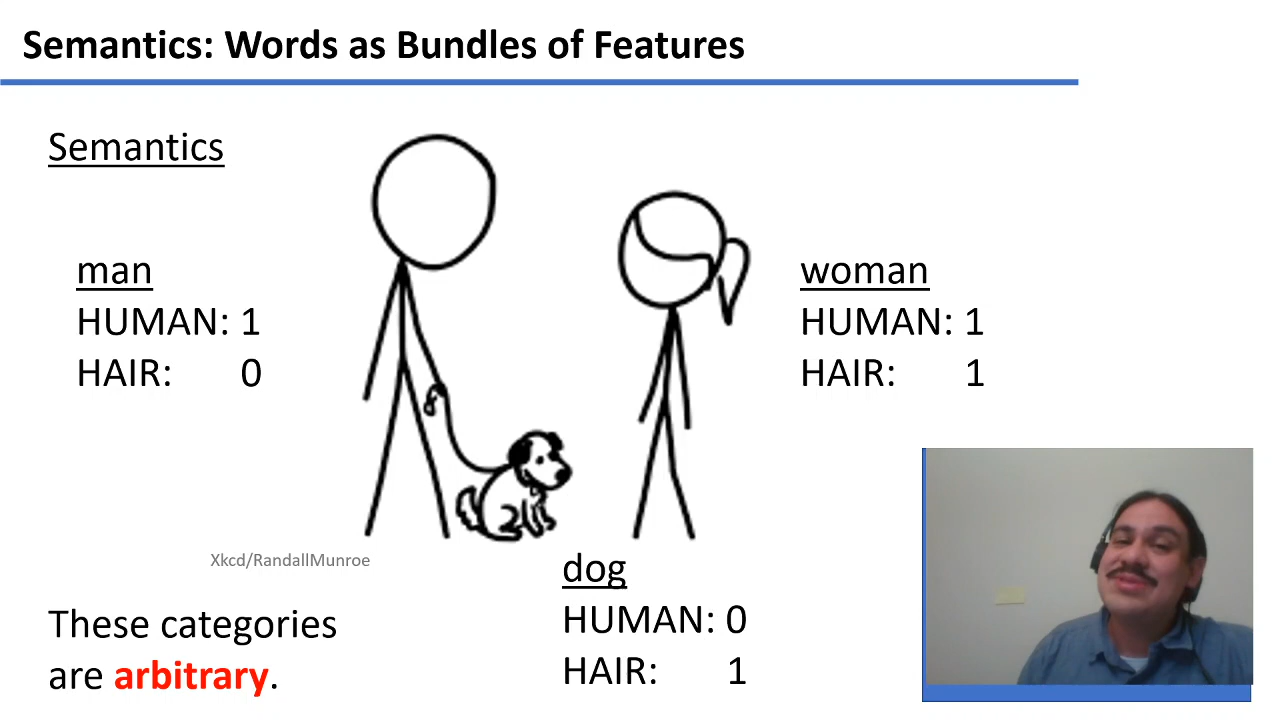 Semantics: Words as Bundles of Features
Semantics
man
HUMAN: 1
HAIR: 0
woman
HUMAN: 1
HAIR: 1
Xkcd/RandallMunroe
dog
HUMAN: 0
HAIR: 1
These categories
are arbitrary.